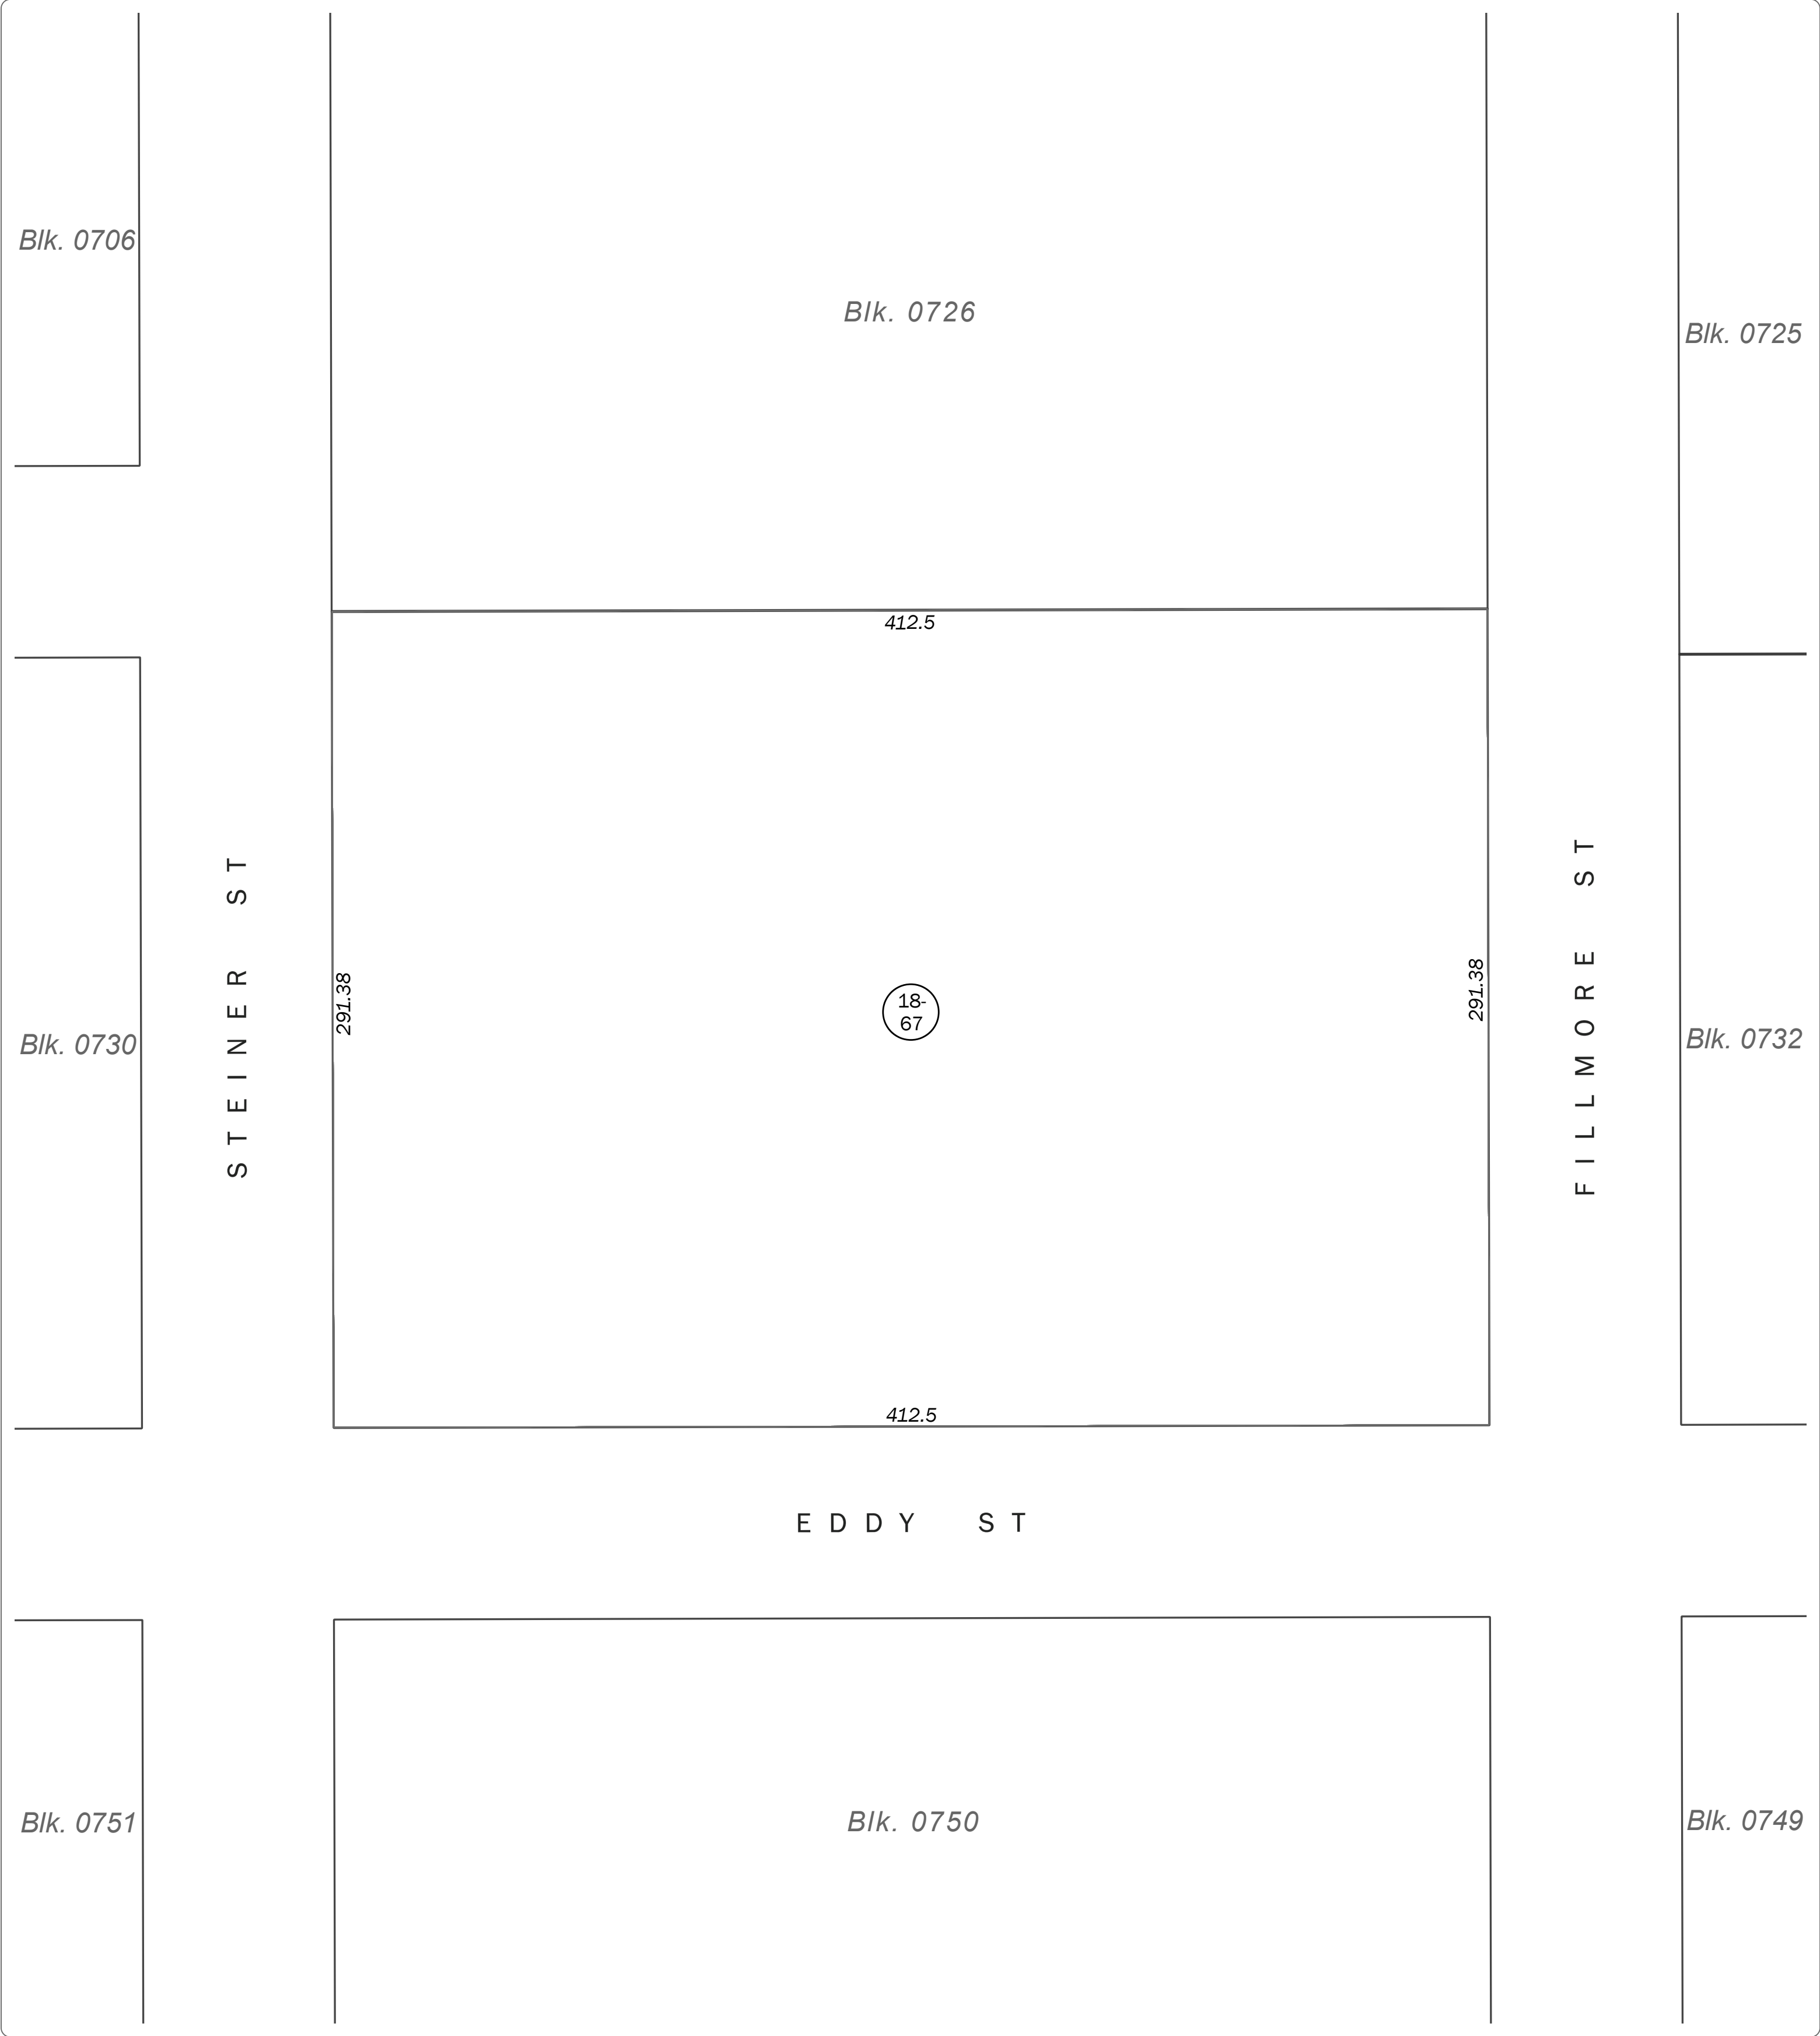 Blk. 0706
Blk. 0726
Blk. 0725
412.5
STEINER ST
291.38
18-
67
291.38
FILLMORE ST
Blk. 0730
Blk. 0732
412.5
EDDY ST
Blk. 0751
Blk. 0750
Blk. 0749